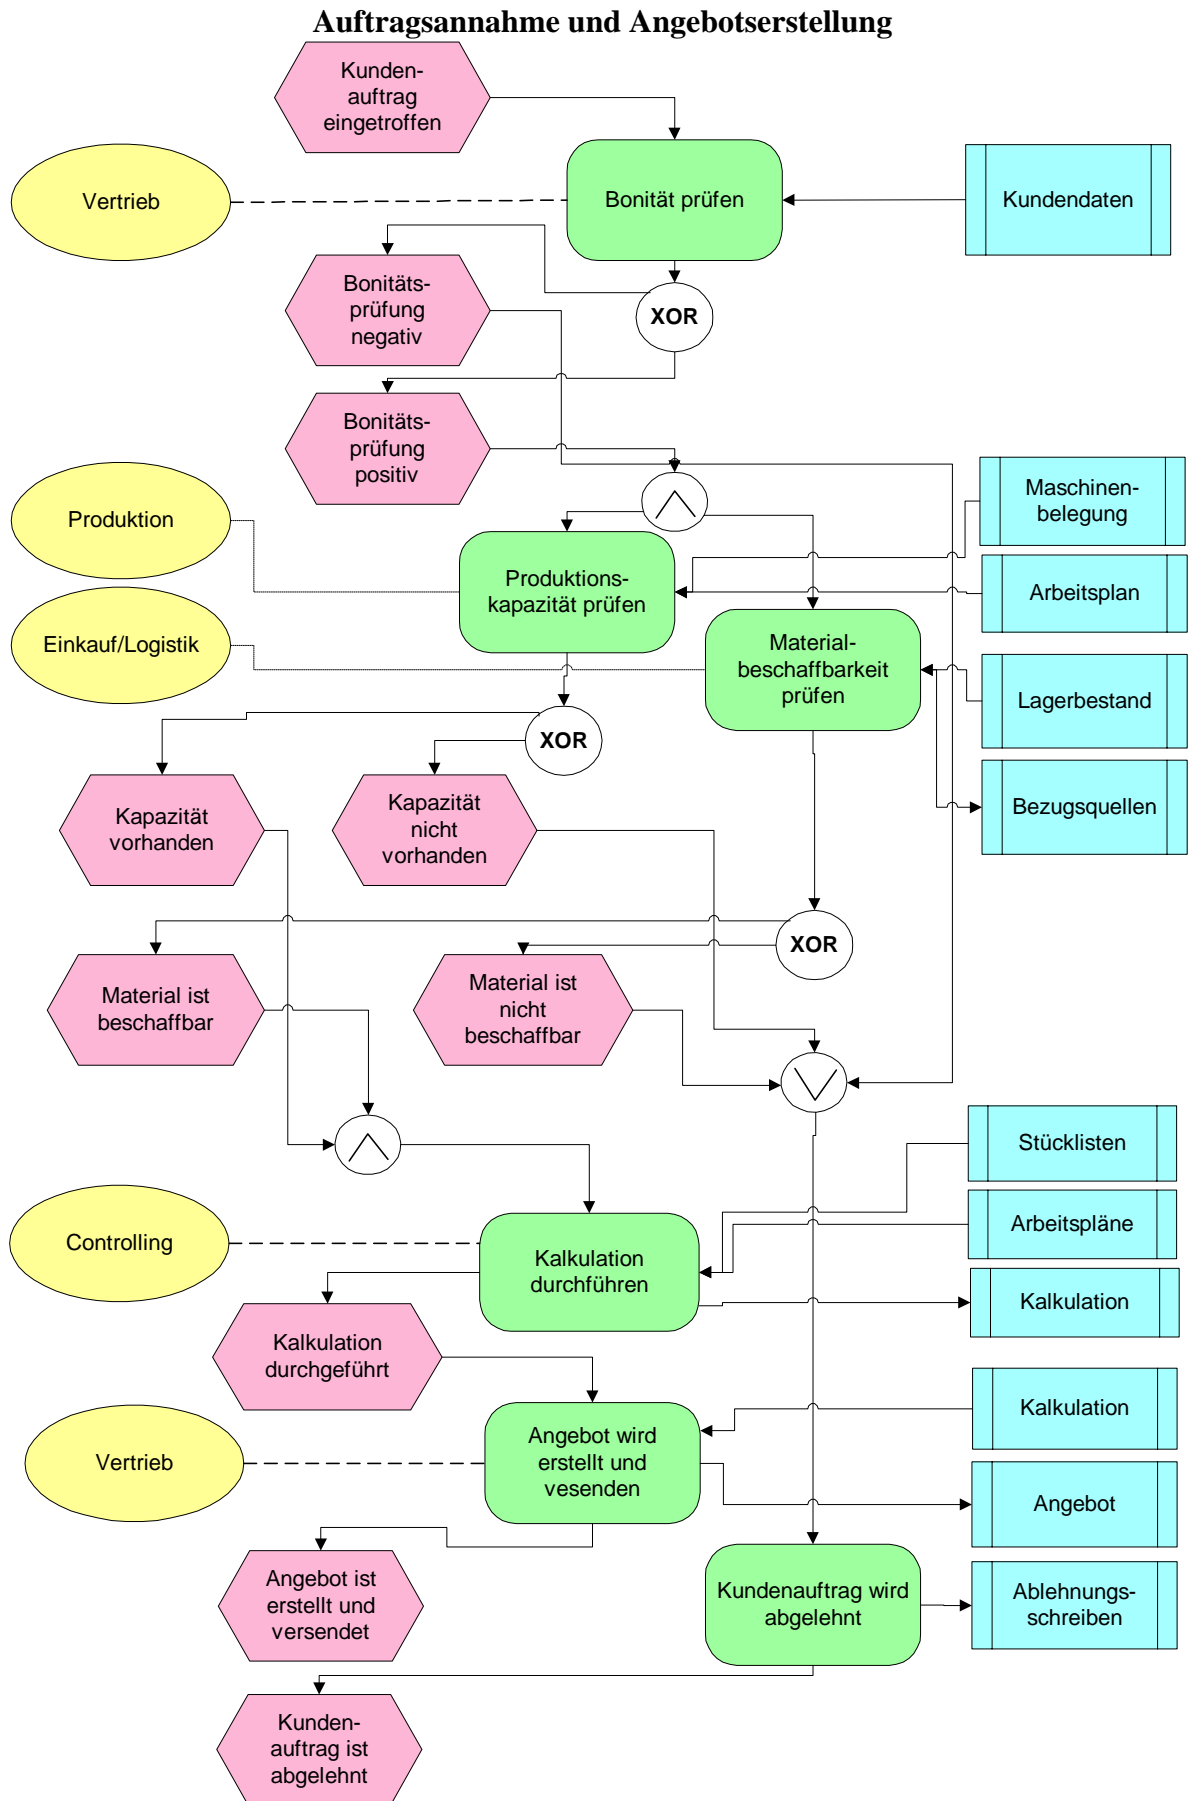 Auftragsannahme und Angebotserstellung
Kunden-
auftrag
eingetroffen
Vertrieb
Bonität prüfen
Kundendaten
Bonitäts-
prüfung
negativ
XOR
Bonitäts-
prüfung
positiv
Produktion
Maschinen-
belegung
Produktions-
kapazität prüfen
Arbeitsplan
Einkauf/Logistik
Material-
beschaffbarkeit
prüfen
Lagerbestand
XOR
Bezugsquellen
Kapazität
vorhanden
Kapazität
nicht
vorhanden
XOR
Material ist
beschaffbar
Material ist
nicht
beschaffbar
Stücklisten
Arbeitspläne
Controlling
Kalkulation
durchführen
Kalkulation
Kalkulation
durchgeführt
Kalkulation
Vertrieb
Angebot wird
erstellt und
vesenden
Angebot
Angebot ist
erstellt und
versendet
Kundenauftrag wird
abgelehnt
Ablehnungs-
schreiben
Kunden-
auftrag ist
abgelehnt